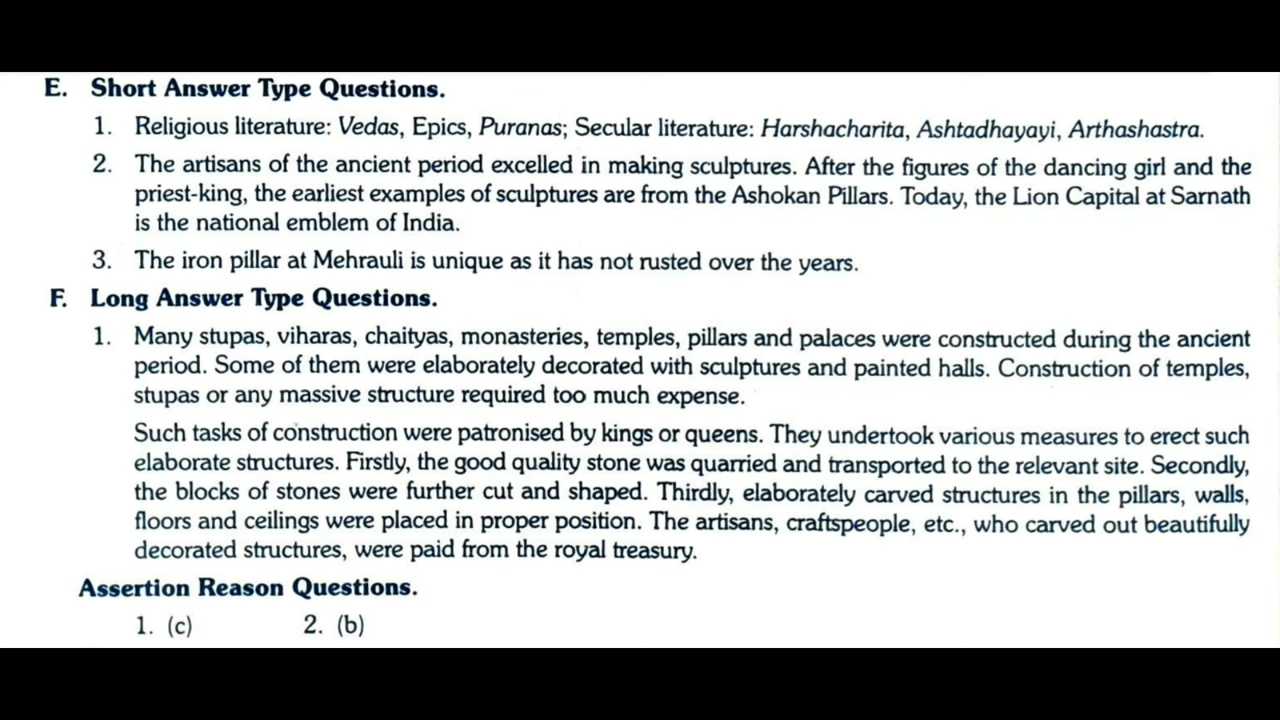 E. Short Answer Type Questions.
1. Religious literature: Vedas, Epics, Puranas; Secular literature: Harshacharita, Ashtadhayayi, Arthashastra.
2. The artisans of the ancient period excelled in making sculptures. After the figures of the dancing girl and the
priest-king, the earliest examples of sculptures are from the Ashokan Pillars. Today, the Lion Capital at Sarnath
is the national emblem of India.
3. The iron pillar at Mehrauli is unique as it has not rusted over the years.
F. Long Answer Type Questions.
1. Many stupas, viharas, chaityas, monasteries, temples, pillars and palaces were constructed during the ancient
period. Some of them were elaborately decorated with sculptures and painted halls. Construction of temples,
stupas or any massive structure required too much expense.
Such tasks of construction were patronised by kings or queens. They undertook various measures to erect such
elaborate structures. Firstly, the good quality stone was quarried and transported to the relevant site. Secondly,
the blocks of stones were further cut and shaped. Thirdly, elaborately carved structures in the pillars, walls,
floors and ceilings were placed in proper position. The artisans, craftspeople, etc., who carved out beautifully
decorated structures, were paid from the royal treasury.
Assertion Reason Questions.
1. (c) 2. (b)